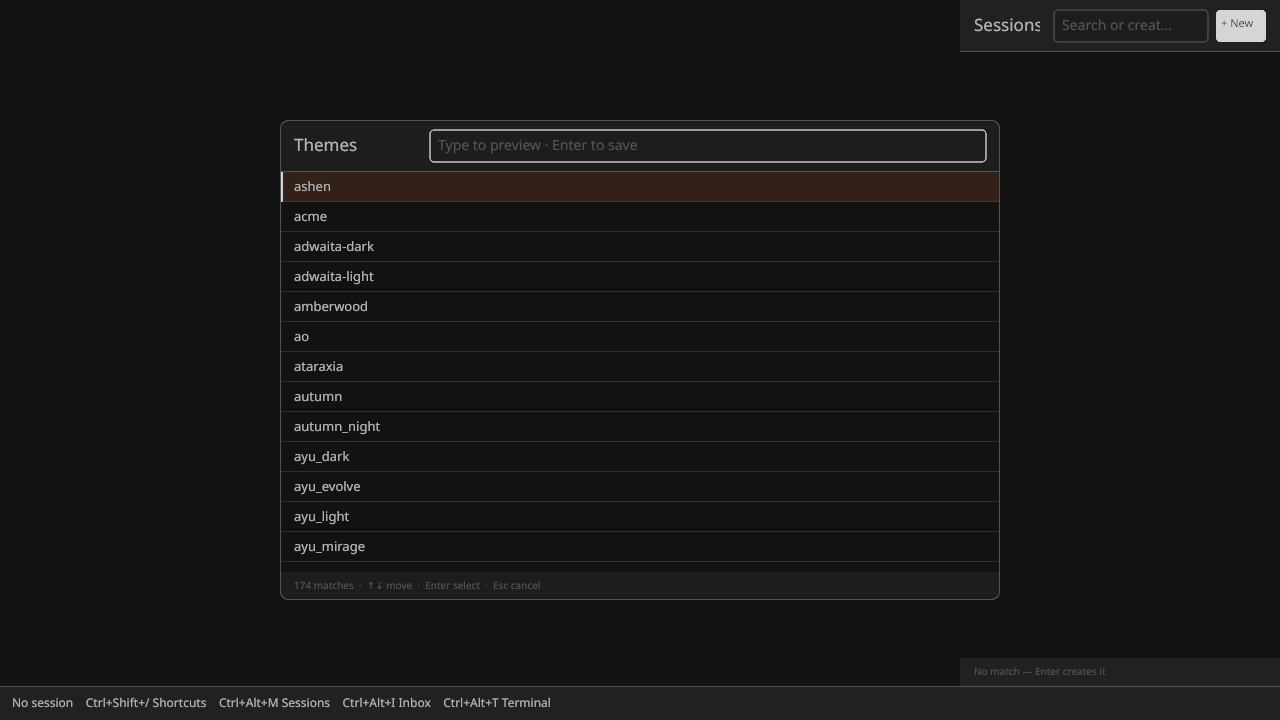 Sessions
Search or creat...
+ New
Themes
Type to preview · Enter to save
ashen
acme
adwaita-dark
adwaita-light
amberwood
ao
ataraxia
autumn
autumn_night
ayu_dark
ayu_evolve
ayu_light
ayu_mirage
174 matches · ↑↓ move · Enter select · Esc cancel
No match — Enter creates it
No session Ctrl+Shift+/ Shortcuts Ctrl+Alt+M Sessions Ctrl+Alt+I Inbox Ctrl+Alt+T Terminal